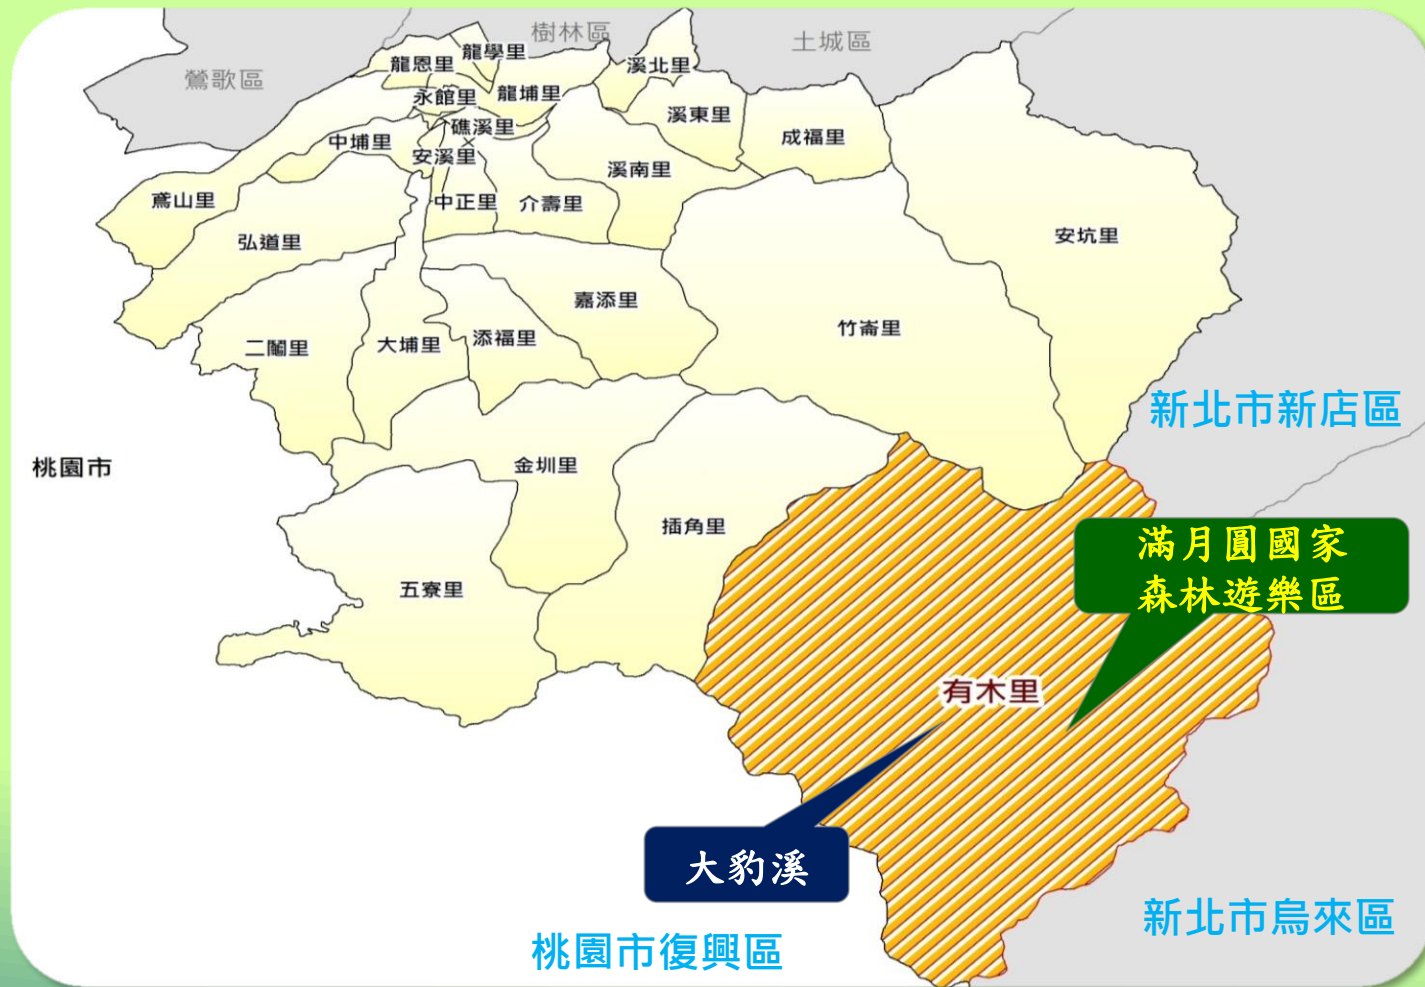 樹林區
土城區
鶯歌區
龍恩里
龍學里
溪北里
永館里
龍埔里
溪東里
礁溪里
成福里
中埔里
安溪里
溪南里
鳶山里
中正里
介壽里
弘道里
安坑里
嘉添里
竹崙里
二鬮里
大埔里
添福里
新北市新店區
桃園市
金圳里
插角里
滿月圓國家
森林遊樂區
五寮里
有木里
大豹溪
新北市烏來區
桃園市復興區